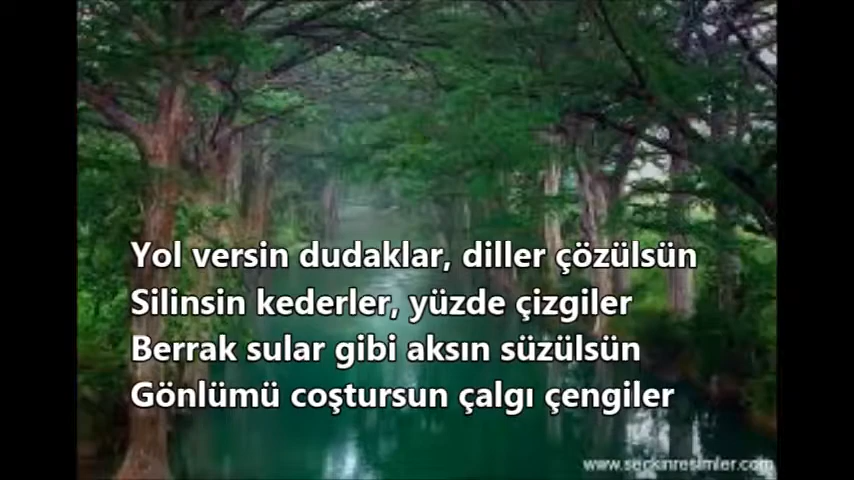 Yol versin dudaklar, diller çözülsün
Silinsin kederler, yüzde çizgiler
Berrak sular gibi aksın süzülsün
Gönlümü coştursun çalgı çengiler
www.seckinresimler.com